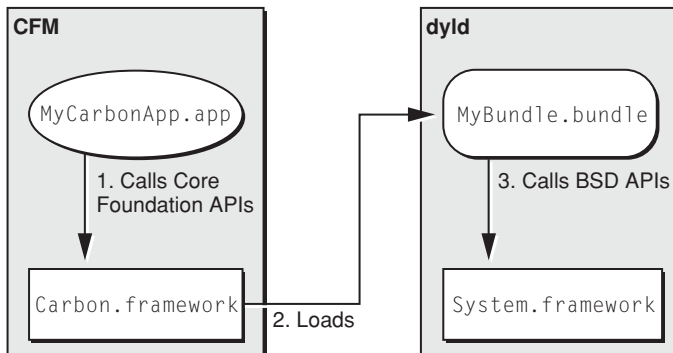 CFM
MyCarbonApp.app
1. Calls Core
Foundation APIs
Carbon.framework
2. Loads
dyld
MyBundle.bundle
3. Calls BSD APIs
System.framework